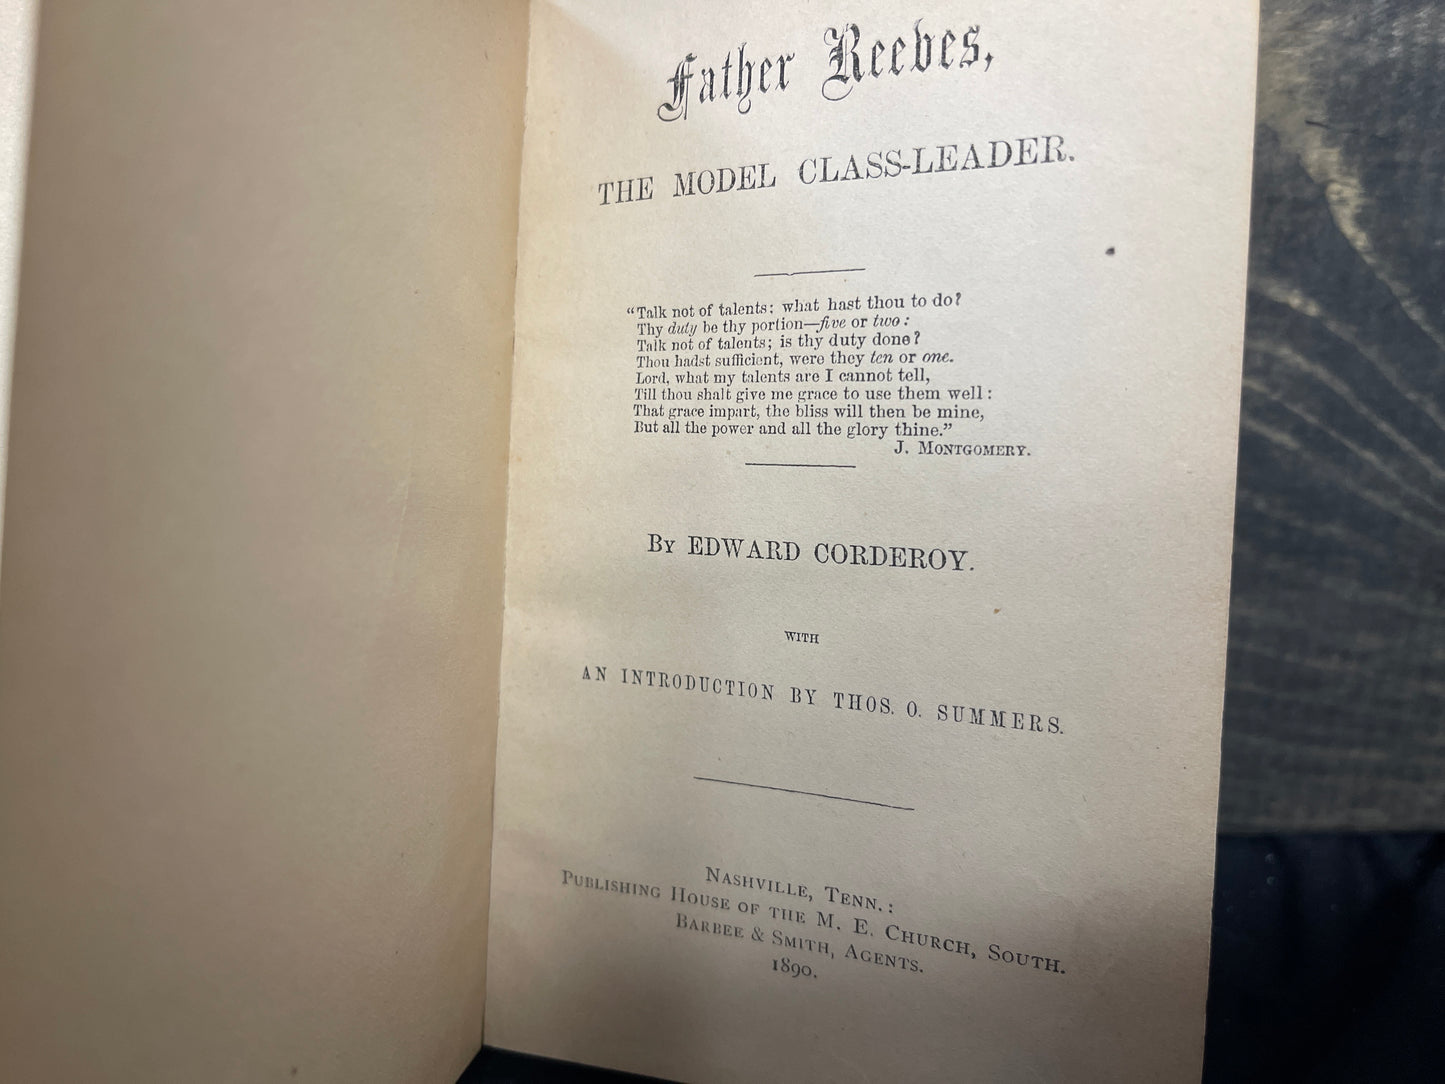 Father Reeves,
THE MODEL CLASS-LEADER.
“Talk not of talents: what hast thou to do?
Thy duty be thy portion—five or two:
Talk not of talents; is thy duty done?
Thou hadst sufficient, were they ten or one.
Lord, what my talents are I cannot tell,
Till thou shalt give me grace to use them well:
That grace impart, the bliss will then be mine,
But all the power and all the glory thine.”
J. MONTGOMERY.
BY EDWARD CORDEROY.
WITH
AN INTRODUCTION BY THOS. O. SUMMERS.
NASHVILLE, TENN.:
PUBLISHING HOUSE OF THE M. E. CHURCH, SOUTH.
BARBEE & SMITH, AGENTS.
1890.